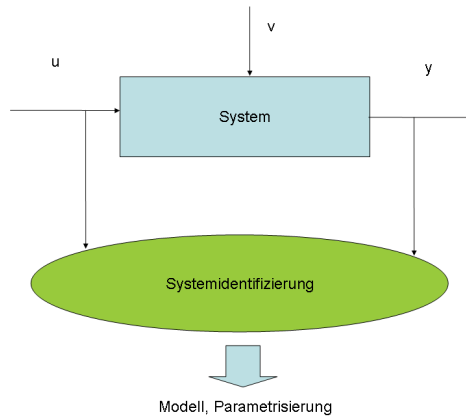 v
u
y
System
Systemidentifizierung
Modell, Parametrisierung